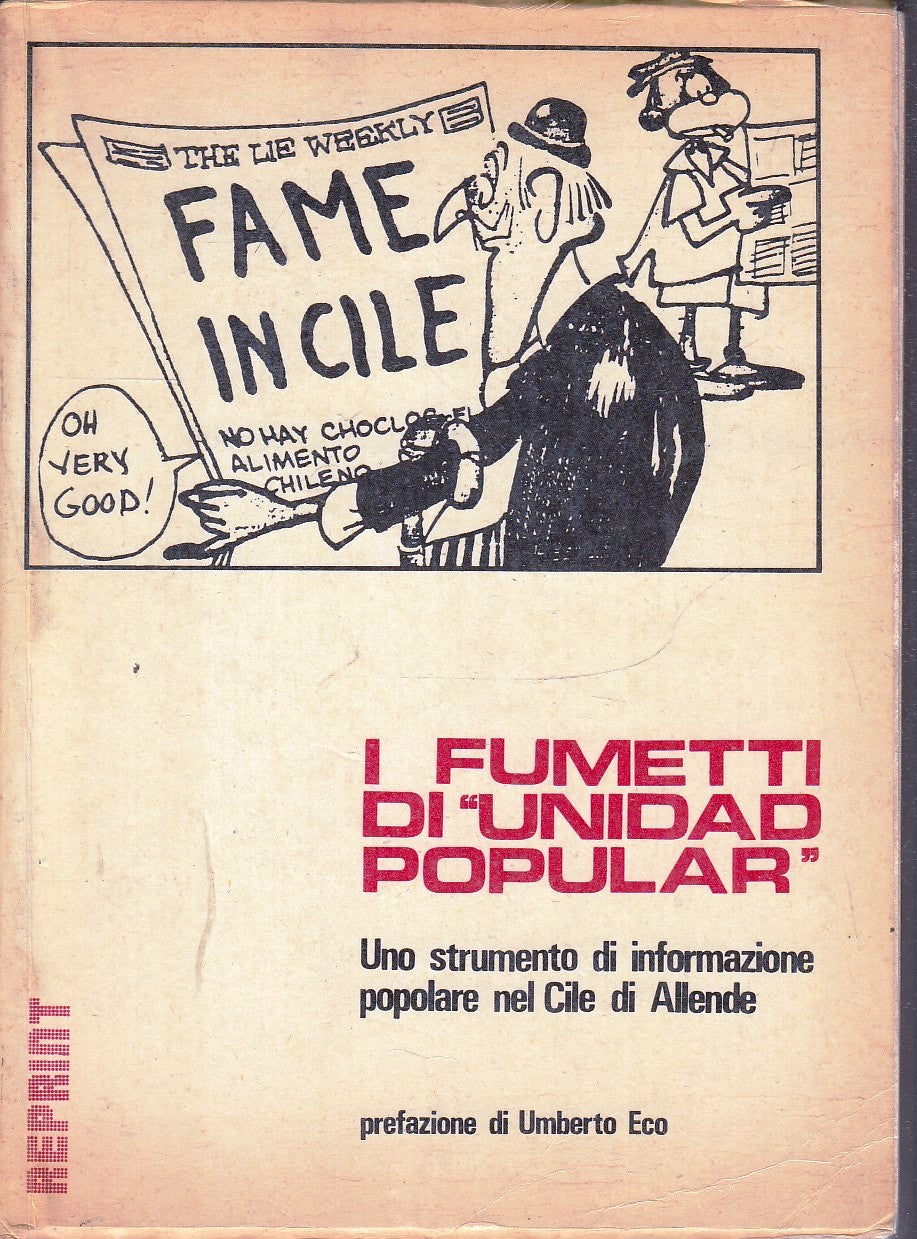 THE LIE WEEKLY
FAME
IN CILE
NO HAY CHOCLOS EL
ALIMENTO
CHILENO
OH
VERY
GOOD!
I FUMETTI
DI “UNIDAD
POPULAR”
Uno strumento di informazione
popolare nel Cile di Allende
prefazione di Umberto Eco
REPRINT